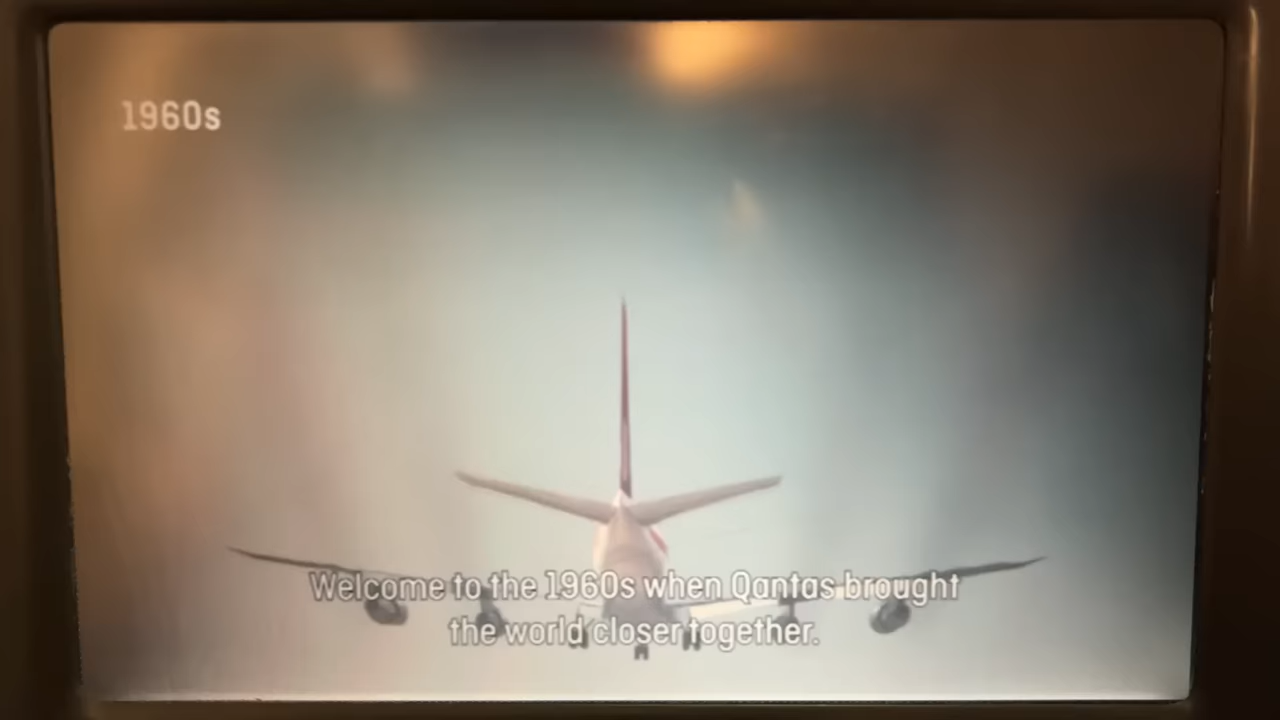 1960s
Welcome to the 1960s when Qantas brought
the world closer together.